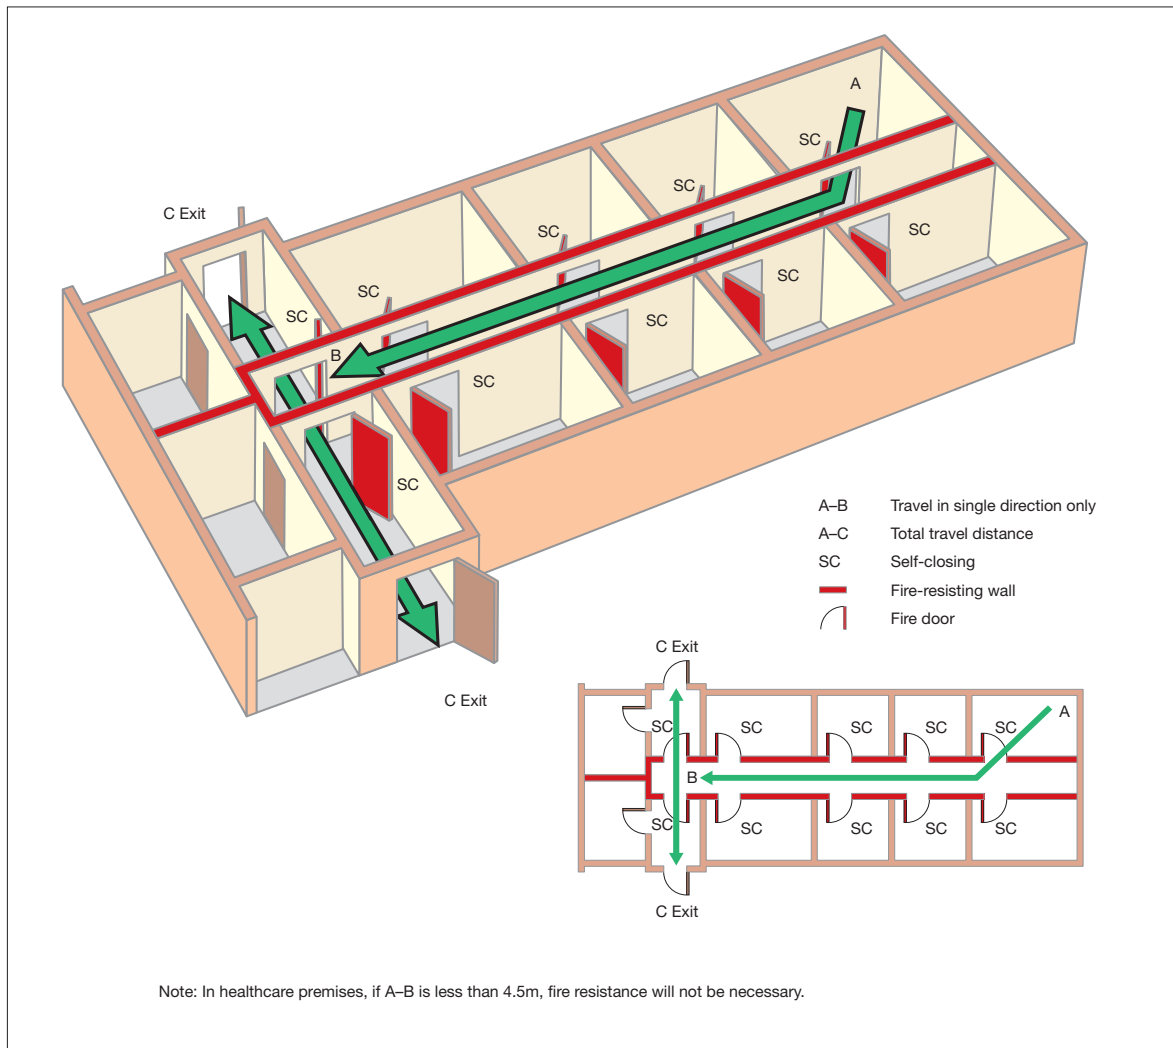 A
SC
SC
C Exit
SC
SC
SC
SC
SC
B
SC
SC
SC
C Exit
A–B Travel in single direction only
A–C Total travel distance
SC Self-closing
Fire-resisting wall
Fire door
C Exit
SC SC SC SC SC A
B
SC SC SC SC SC
C Exit
Note: In healthcare premises, if A–B is less than 4.5m, fire resistance will not be necessary.